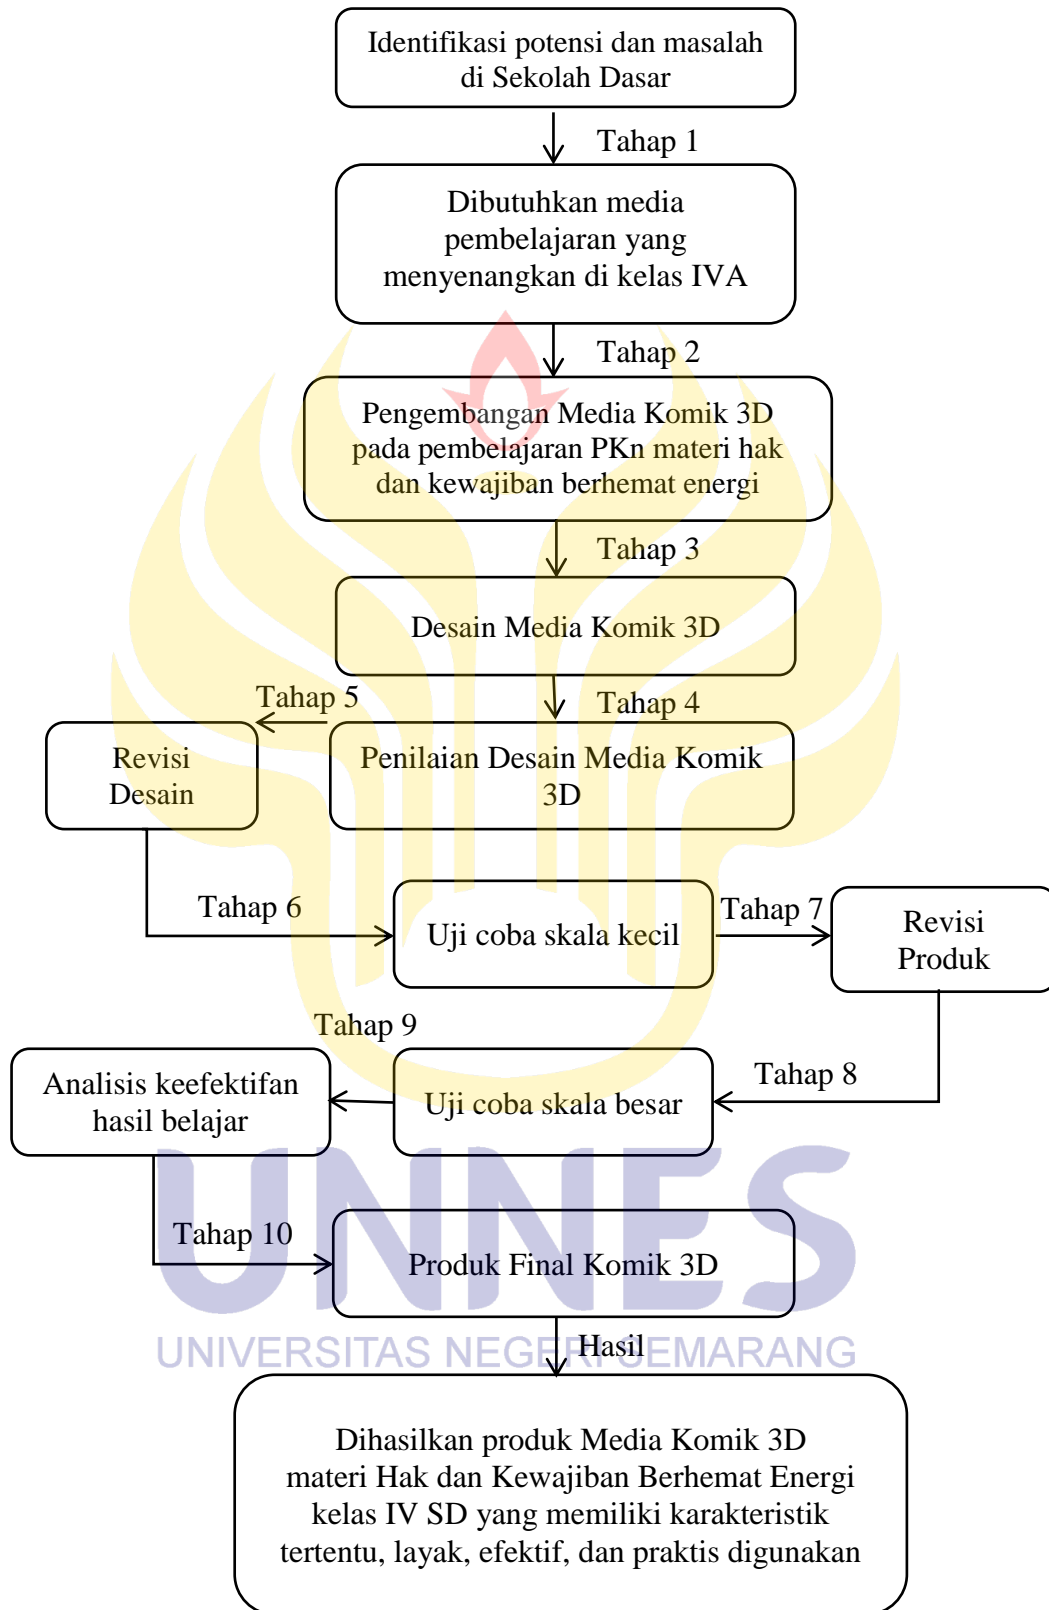 Identifikasi potensi dan masalah
di Sekolah Dasar
Tahap 1
Dibutuhkan media
pembelajaran yang
menyenangkan di kelas IVA
Tahap 2
Pengembangan Media Komik 3D
pada pembelajaran PKn materi hak
dan kewajiban berhemat energi
Tahap 3
Desain Media Komik 3D
Tahap 4
Penilaian Desain Media Komik
3D
Tahap 5
Revisi
Desain
Tahap 6
Uji coba skala kecil
Tahap 7
Revisi
Produk
Tahap 8
Uji coba skala besar
Tahap 9
Analisis keefektifan
hasil belajar
Tahap 10
Produk Final Komik 3D
UNNES
UNIVERSITAS NEGERI SEMARANG
Hasil
Dihasilkan produk Media Komik 3D
materi Hak dan Kewajiban Berhemat Energi
kelas IV SD yang memiliki karakteristik
tertentu, layak, efektif, dan praktis digunakan